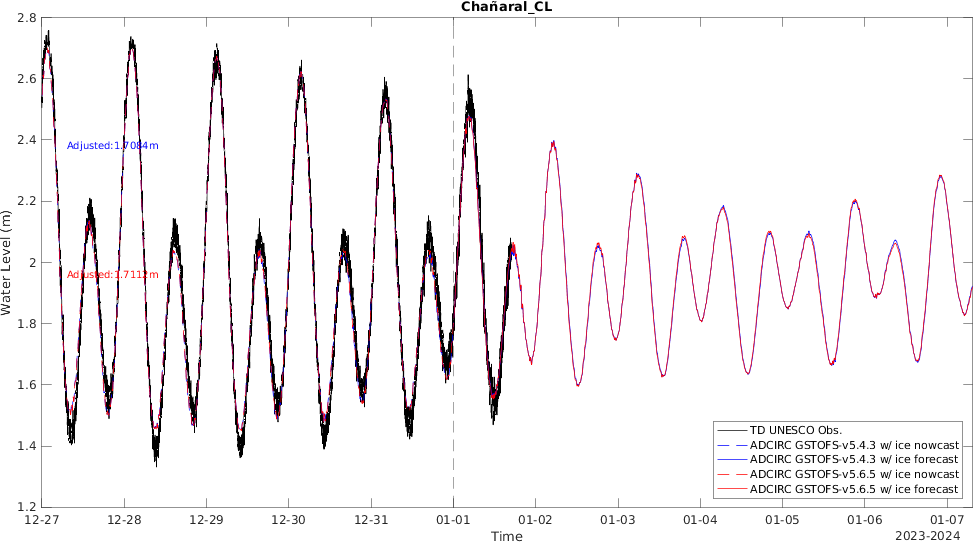 Chañaral_CL
2.8
2.6
2.4
2.2
2
1.8
1.6
1.4
1.2
Water Level (m)
Adjusted:1.7084m
Adjusted:1.7112m
TD UNESCO Obs.
ADCIRC GSTOFS-v5.4.3 w/ ice nowcast
ADCIRC GSTOFS-v5.4.3 w/ ice forecast
ADCIRC GSTOFS-v5.6.5 w/ ice nowcast
ADCIRC GSTOFS-v5.6.5 w/ ice forecast
12-27 12-28 12-29 12-30 12-31 01-01 01-02 01-03 01-04 01-05 01-06 01-07
Time
2023-2024